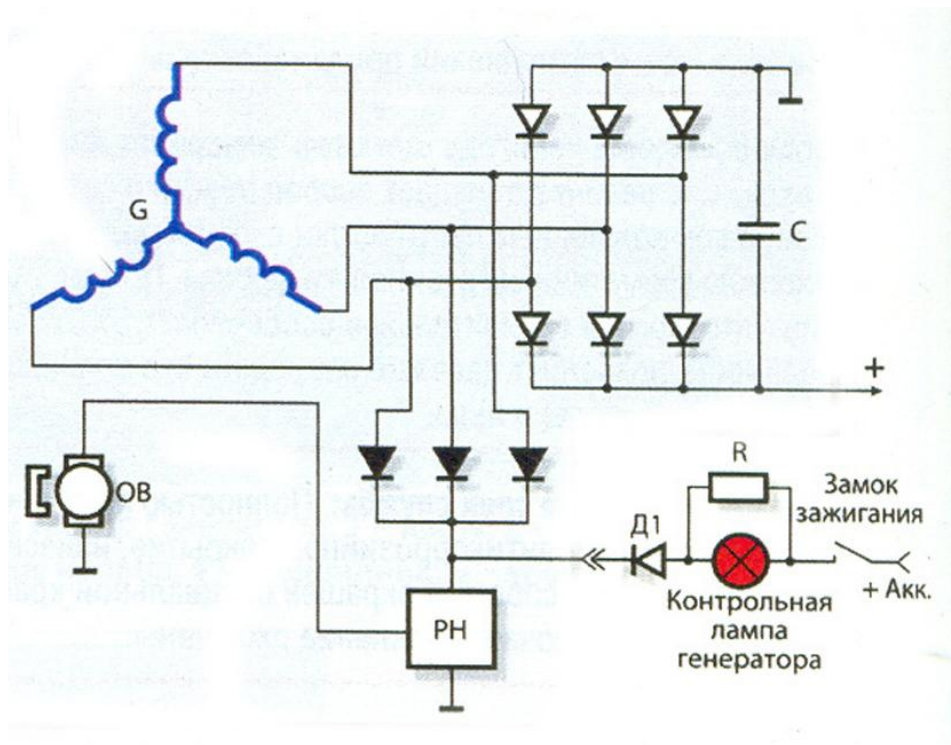 G
C
+
ОВ
R
Замок
зажигания
Д1
+ Акк.
Контрольная
лампа
генератора
РН